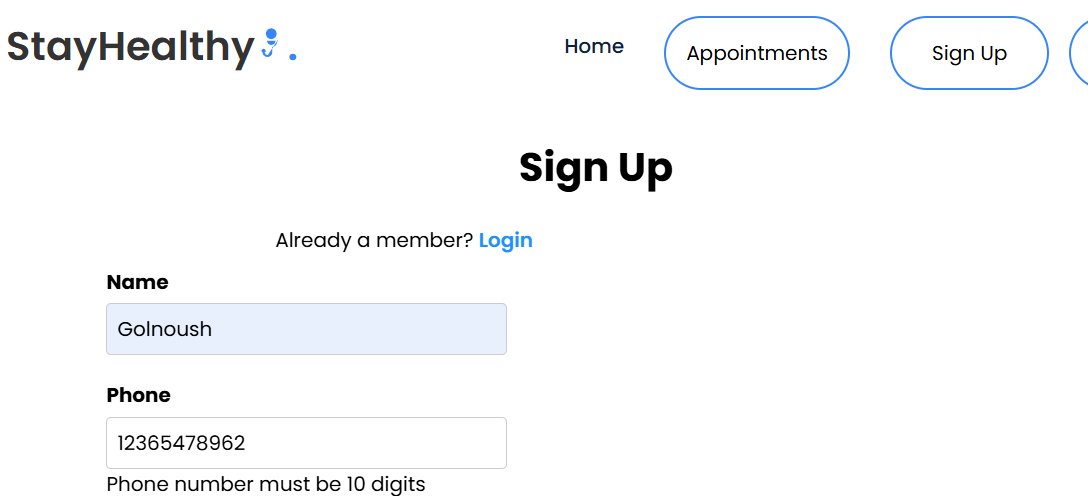 StayHealthy.
Home
Appointments
Sign Up
Sign Up
Already a member? Login
Name
Golnoush
Phone
12365478962
Phone number must be 10 digits